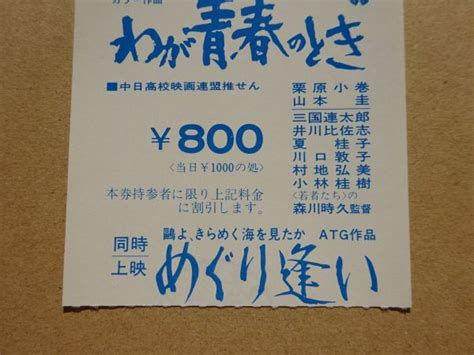 カラー作品
わが青春のとき
■中日高校映画連盟推せん
¥800
〈当日¥1000の処〉
本券持参者に限り上記料金
に割引します。
栗原小巻
山本圭
三国連太郎
井川比佐志
夏桂子
川口敦子
村地弘美
小林桂樹
〈若者たち〉の
森川時久監督
同時
上映
鷗よ、きらめく海を見たか ATG作品
めぐり逢い